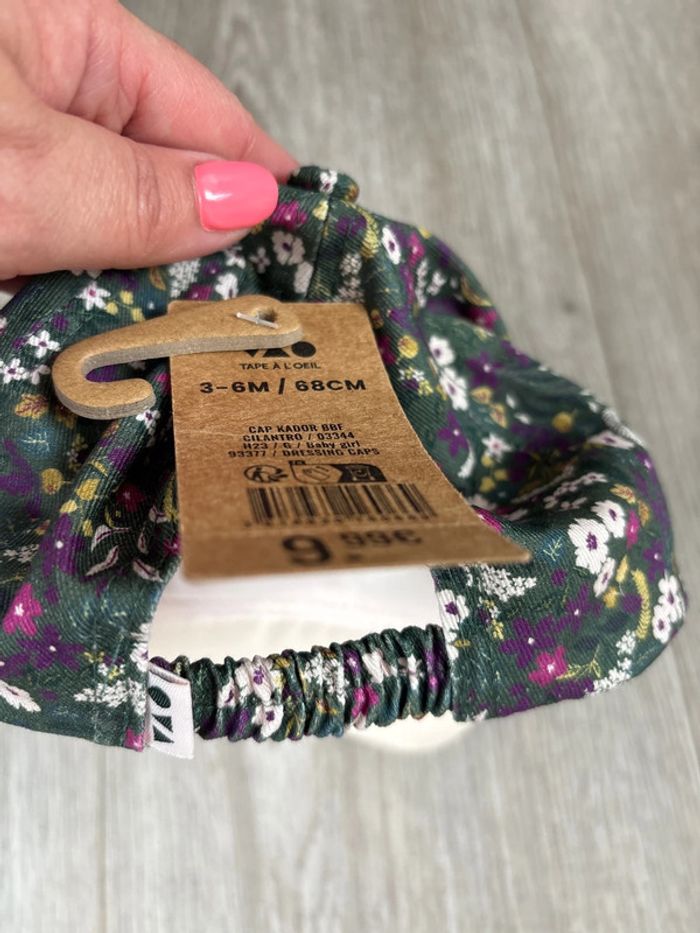 TAPE À L'OEIL
3-6M / 68CM
CAP KADOR BBF
CILANTRO / 03344
H23 / G / Baby girl
93377 / DRESSING CAPS
9.99€